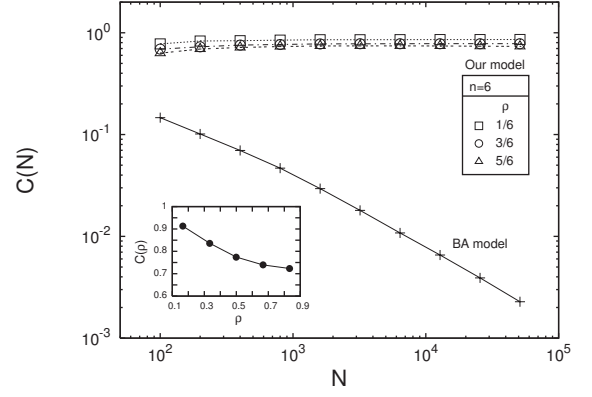 10^0
10^-1
10^-2
10^-3
C(N)
10^2
10^3
10^4
10^5
N
Our model
n=6
ρ
1/6
3/6
5/6
BA model
1
0.9
0.8
0.7
0.6
C(ρ)
0.1
0.3
0.5
0.7
0.9
ρ